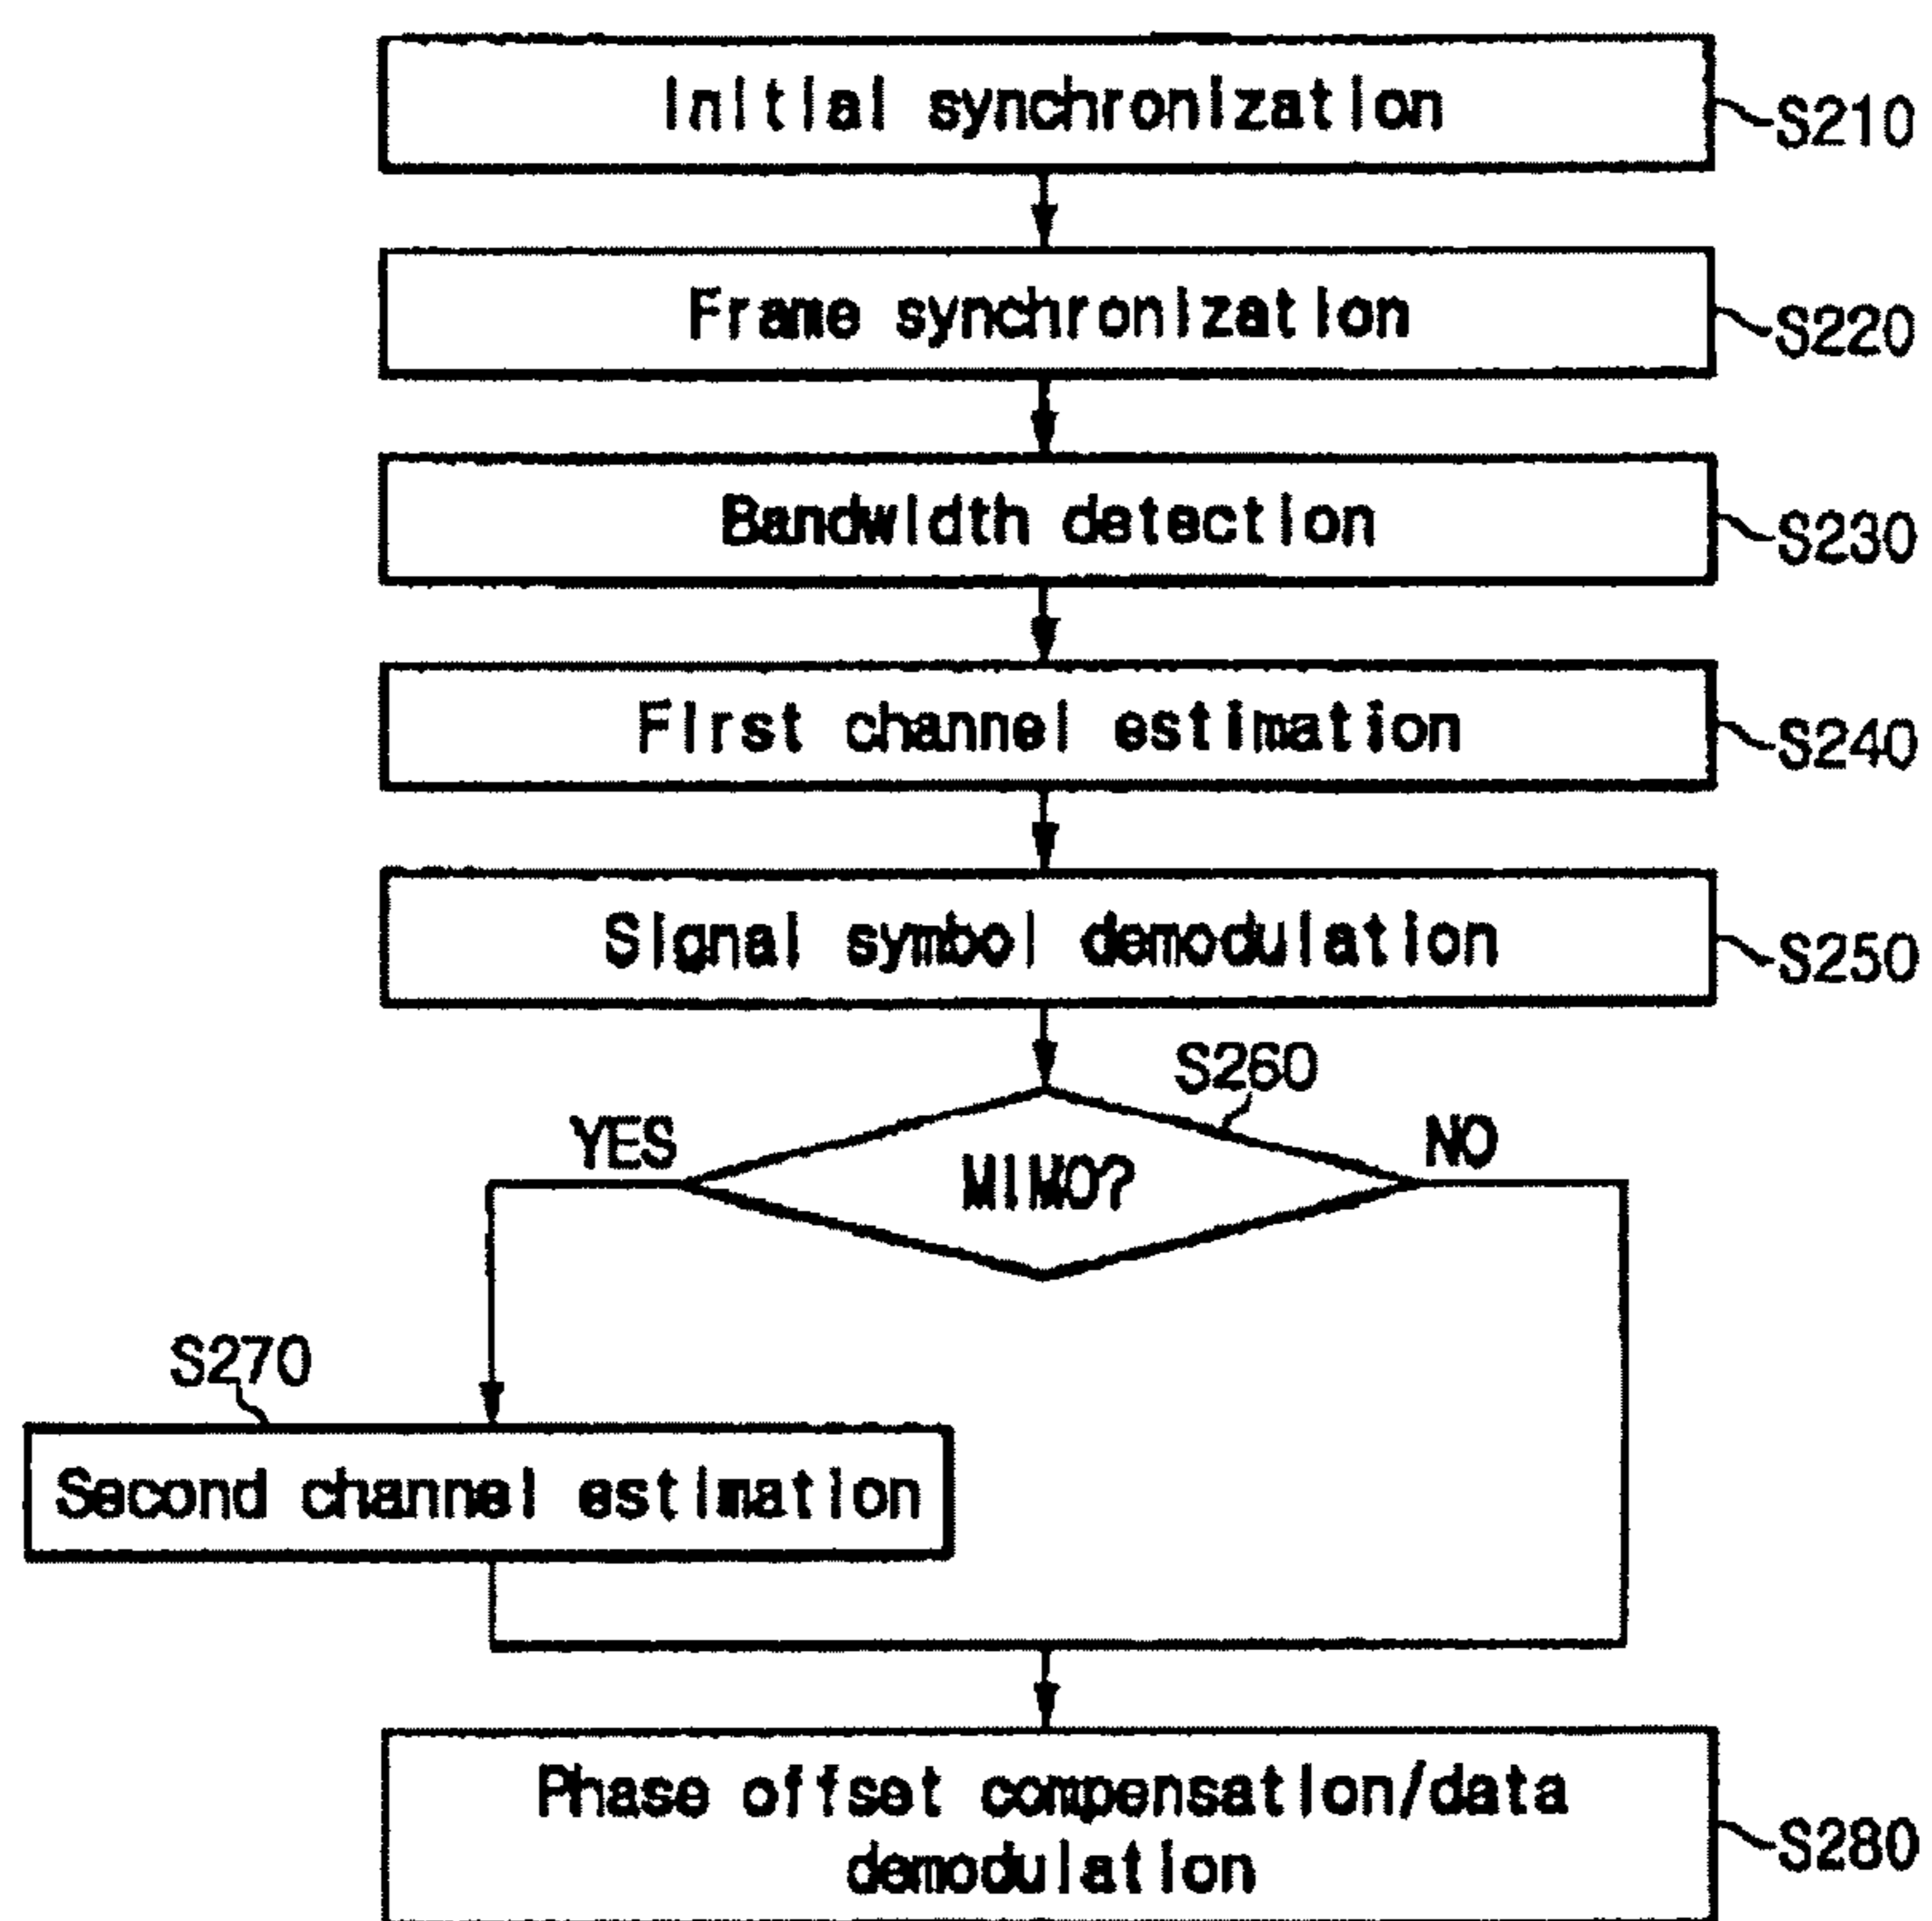 Initial synchronization
S210
Frame synchronization
S220
Bandwidth detection
S230
First channel estimation
S240
Signal symbol demodulation
S250
S260
YES
MIMO?
NO
S270
Second channel estimation
Phase offset compensation/data
demodulation
S280